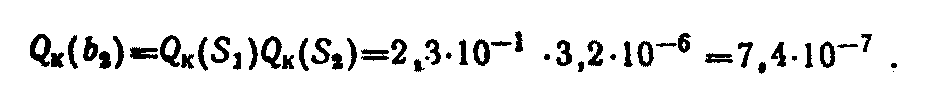 Qк(b₂)=Qк(S₁)Qк(S₂)=2,3·10⁻¹ ·3,2·10⁻⁶ =7,4·10⁻⁷ .